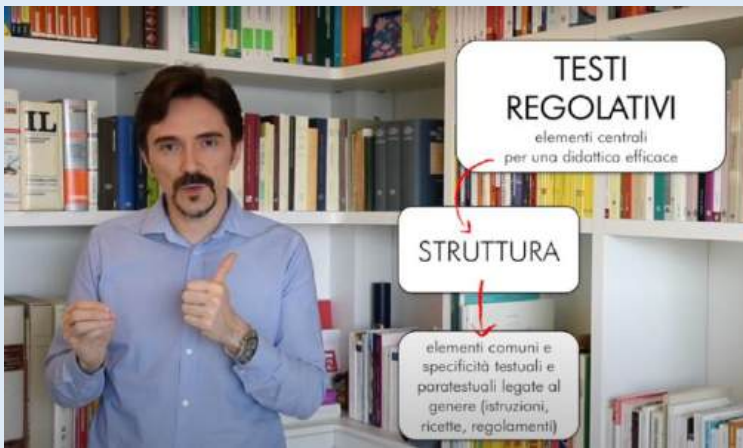 TESTI
REGOLATIVI
elementi centrali
per una didattica efficace
STRUTTURA
elementi comuni e
specificità testuali e
paratestuali legate al
genere (istruzioni,
ricette, regolamenti)
IL